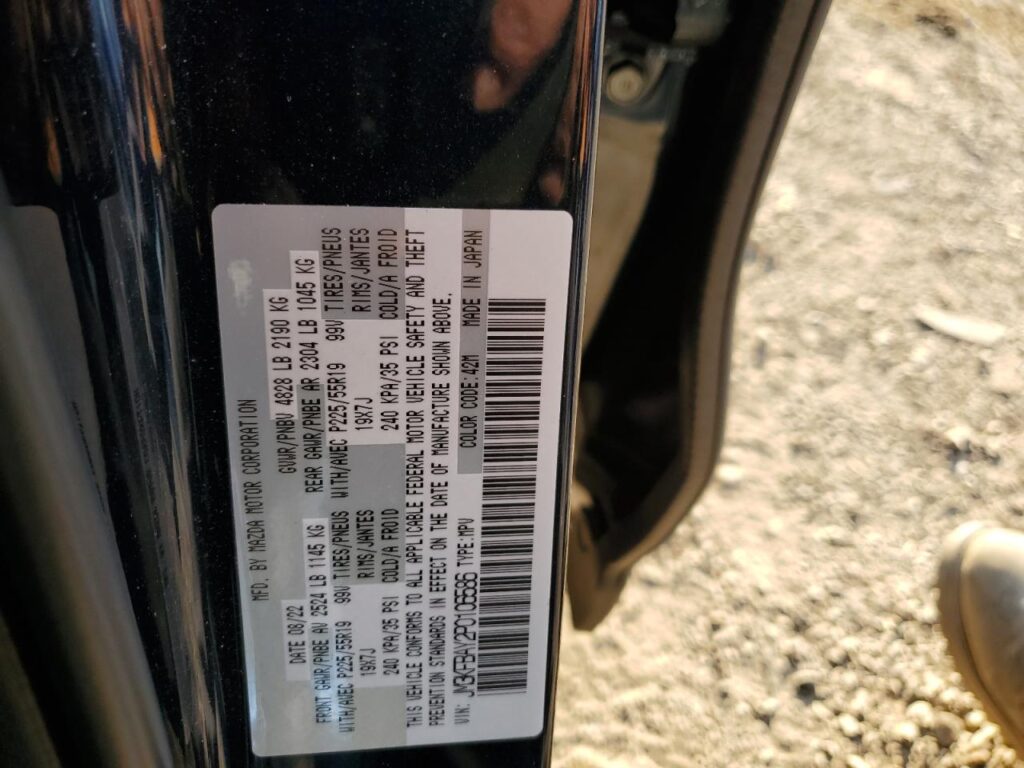 MFD. BY MAZDA MOTOR CORPORATION
DATE 08/22 GVWR/PNBV 4828 LB 2190 KG
FRONT GAWR/PNBE AV 2524 LB 1145 KG REAR GAWR/PNBE AR 2304 LB 1045 KG
WITH/AVEC P225/55R19 99V TIRES/PNEUS WITH/AVEC P225/55R19 99V TIRES/PNEUS
19X7J RIMS/JANTES 19X7J RIMS/JANTES
240 KPA/35 PSI COLD/A FROID 240 KPA/35 PSI COLD/A FROID
THIS VEHICLE CONFORMS TO ALL APPLICABLE FEDERAL MOTOR VEHICLE SAFETY AND THEFT
PREVENTION STANDARDS IN EFFECT ON THE DATE OF MANUFACTURE SHOWN ABOVE.
VIN: JM3KFBAY2P0106586 TYPE:MPV COLOR CODE:42M MADE IN JAPAN